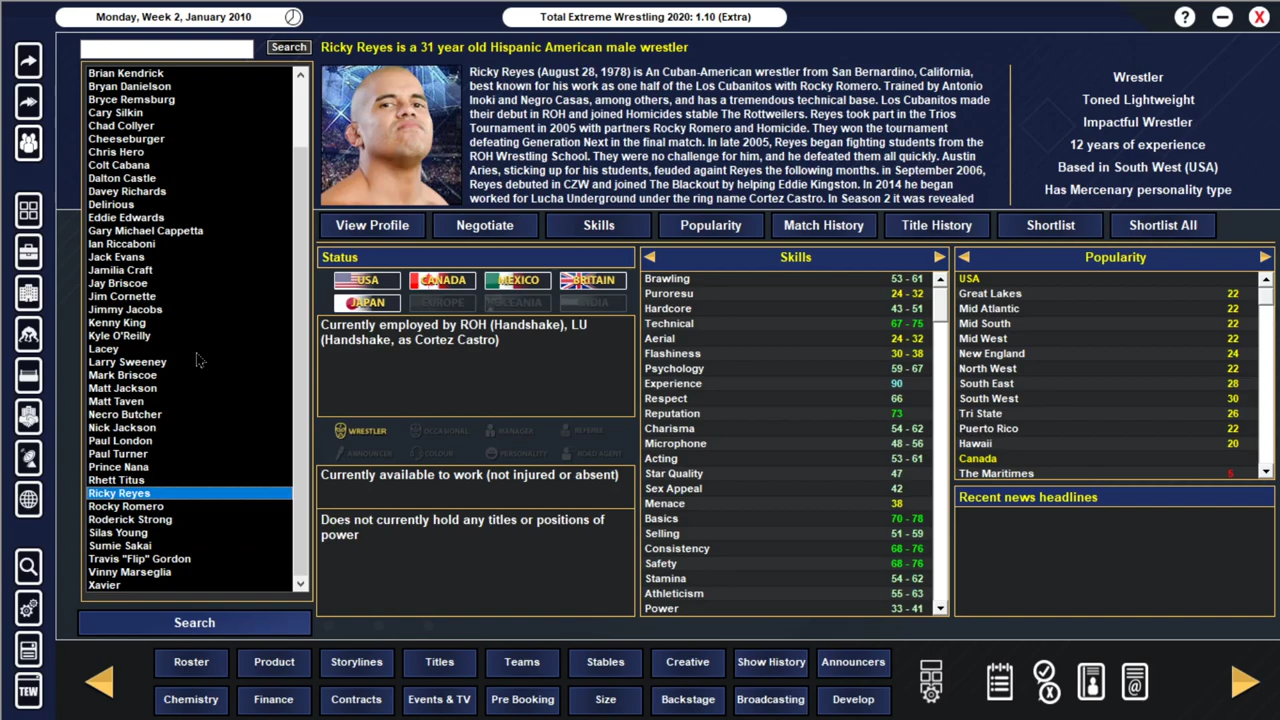 Monday, Week 2, January 2010
Total Extreme Wrestling 2020: 1.10 (Extra)
?
X
Search
Ricky Reyes is a 31 year old Hispanic American male wrestler
Brian Kendrick
Bryan Danielson
Bryce Remsburg
Cary Silkin
Chad Collyer
Cheeseburger
Chris Hero
Colt Cabana
Dalton Castle
Davey Richards
Delirious
Eddie Edwards
Gary Michael Cappetta
Ian Riccaboni
Jack Evans
Jamilia Craft
Jay Briscoe
Jim Cornette
Jimmy Jacobs
Kenny King
Kyle O'Reilly
Lacey
Larry Sweeney
Mark Briscoe
Matt Jackson
Matt Taven
Necro Butcher
Nick Jackson
Paul London
Paul Turner
Prince Nana
Rhett Titus
Ricky Reyes
Rocky Romero
Roderick Strong
Silas Young
Sumie Sakai
Travis "Flip" Gordon
Vinny Marseglia
Xavier
Search
Ricky Reyes (August 28, 1978) is An Cuban-American wrestler from San Bernardino, California,
best known for his work as one half of the Los Cubanitos with Rocky Romero. Trained by Antonio
Inoki and Negro Casas, among others, and has a tremendous technical base. Los Cubanitos made
their debut in ROH and joined Homicides stable The Rottweilers. Reyes took part in the Trios
Tournament in 2005 with partners Rocky Romero and Homicide. They won the tournament
defeating Generation Next in the final match. In late 2005, Reyes began fighting students from the
ROH Wrestling School. They were no challenge for him, and he defeated them all quickly. Austin
Aries, sticking up for his students, feuded againt Reyes the following months. in September 2006,
Reyes debuted in CZW and joined The Blackout by helping Eddie Kingston. In 2014 he began
worked for Lucha Underground under the ring name Cortez Castro. In Season 2 it was revealed
Wrestler
Toned Lightweight
Impactful Wrestler
12 years of experience
Based in South West (USA)
Has Mercenary personality type
View Profile
Negotiate
Skills
Popularity
Match History
Title History
Shortlist
Shortlist All
Status
USA
CANADA
MEXICO
BRITAIN
JAPAN
EUROPE
OCEANIA
INDIA
Currently employed by ROH (Handshake), LU
(Handshake, as Cortez Castro)
WRESTLER
OCCASIONAL
MANAGER
REFEREE
ANNOUNCER
COLOUR
PERSONALITY
ROAD AGENT
Currently available to work (not injured or absent)
Does not currently hold any titles or positions of
power
Skills
Brawling 53 - 61
Puroresu 24 - 32
Hardcore 43 - 51
Technical 67 - 75
Aerial 24 - 32
Flashiness 30 - 38
Psychology 59 - 67
Experience 90
Respect 66
Reputation 73
Charisma 54 - 62
Microphone 48 - 56
Acting 53 - 61
Star Quality 47
Sex Appeal 42
Menace 38
Basics 70 - 78
Selling 51 - 59
Consistency 68 - 76
Safety 68 - 76
Stamina 54 - 62
Athleticism 55 - 63
Power 33 - 41
Popularity
USA
Great Lakes 22
Mid Atlantic 22
Mid South 22
Mid West 22
New England 24
North West 22
South East 28
South West 30
Tri State 26
Puerto Rico 22
Hawaii 20
Canada
The Maritimes 5
Recent news headlines
Roster
Product
Storylines
Titles
Teams
Stables
Creative
Show History
Announcers
Chemistry
Finance
Contracts
Events & TV
Pre Booking
Size
Backstage
Broadcasting
Develop
TEW
@